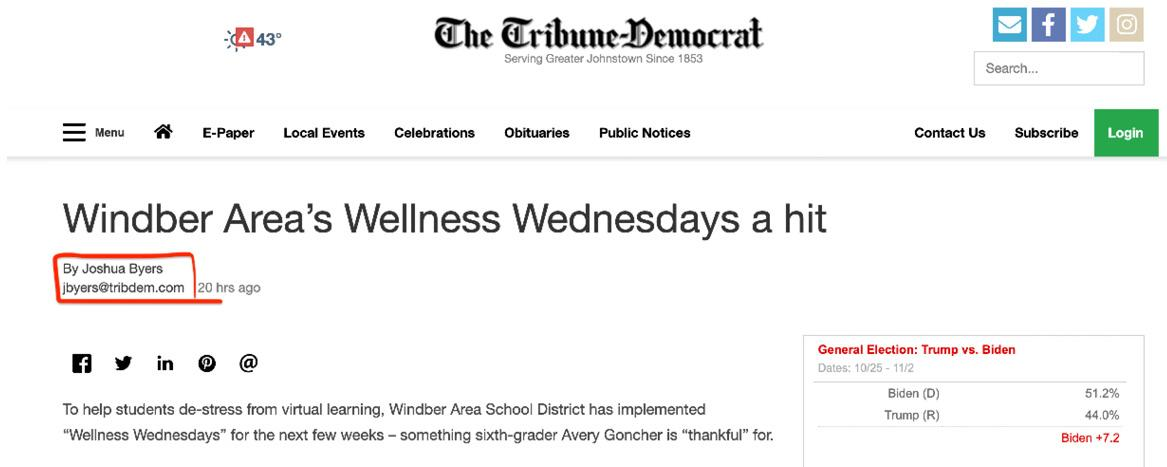 43°
The Tribune-Democrat
Serving Greater Johnstown Since 1853
Search...
Menu
E-Paper
Local Events
Celebrations
Obituaries
Public Notices
Contact Us
Subscribe
Login
Windber Area’s Wellness Wednesdays a hit
By Joshua Byers
jbyers@tribdem.com 20 hrs ago
To help students de-stress from virtual learning, Windber Area School District has implemented
“Wellness Wednesdays” for the next few weeks – something sixth-grader Avery Goncher is “thankful” for.
General Election: Trump vs. Biden
Dates: 10/25 - 11/2
Biden (D) 51.2%
Trump (R) 44.0%
Biden +7.2